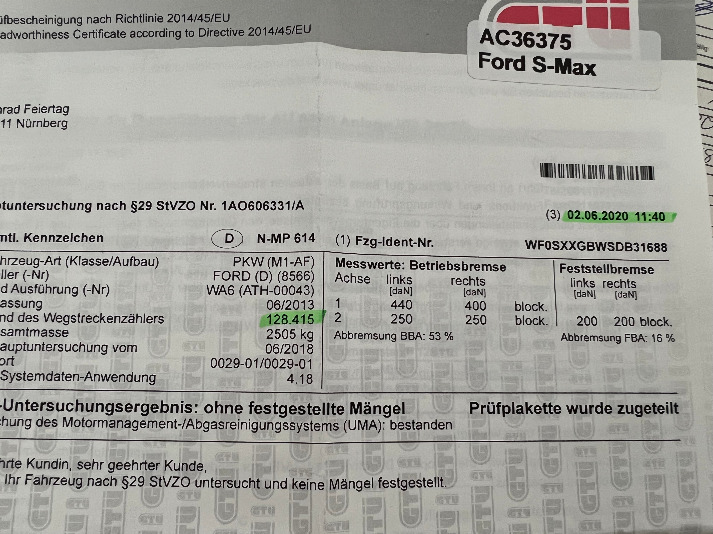 üfbescheinigung nach Richtlinie 2014/45/EU
adworthiness Certificate according to Directive 2014/45/EU
AC36375
Ford S-Max
rad Feiertag
11 Nürnberg
tuntersuchung nach §29 StVZO Nr. 1AO606331/A
(3) 02.06.2020 11:40
ntl. Kennzeichen D N-MP 614
(1) Fzg-Ident-Nr. WF0SXXGBWSDB31688
hrzeug-Art (Klasse/Aufbau) PKW (M1-AF)
ller (-Nr) FORD (D) (8566)
d Ausführung (-Nr) WA6 (ATH-00043)
assung 06/2013
nd des Wegstreckenzählers 128.415
samtmasse 2505 kg
auptuntersuchung vom 06/2018
ort 0029-01/0029-01
Systemdaten-Anwendung 4.18
Messwerte: Betriebsbremse
Achse links rechts
[daN] [daN]
1 440 400 block.
2 250 250 block.
Abbremsung BBA: 53 %
Feststellbremse
links rechts
[daN] [daN]
200 200 block.
Abbremsung FBA: 16 %
-Untersuchungsergebnis: ohne festgestellte Mängel Prüfplakette wurde zugeteilt
hung des Motormanagement-/Abgasreinigungssystems (UMA): bestanden
hrte Kundin, sehr geehrter Kunde,
Ihr Fahrzeug nach §29 StVZO untersucht und keine Mängel festgestellt.
GTÜ